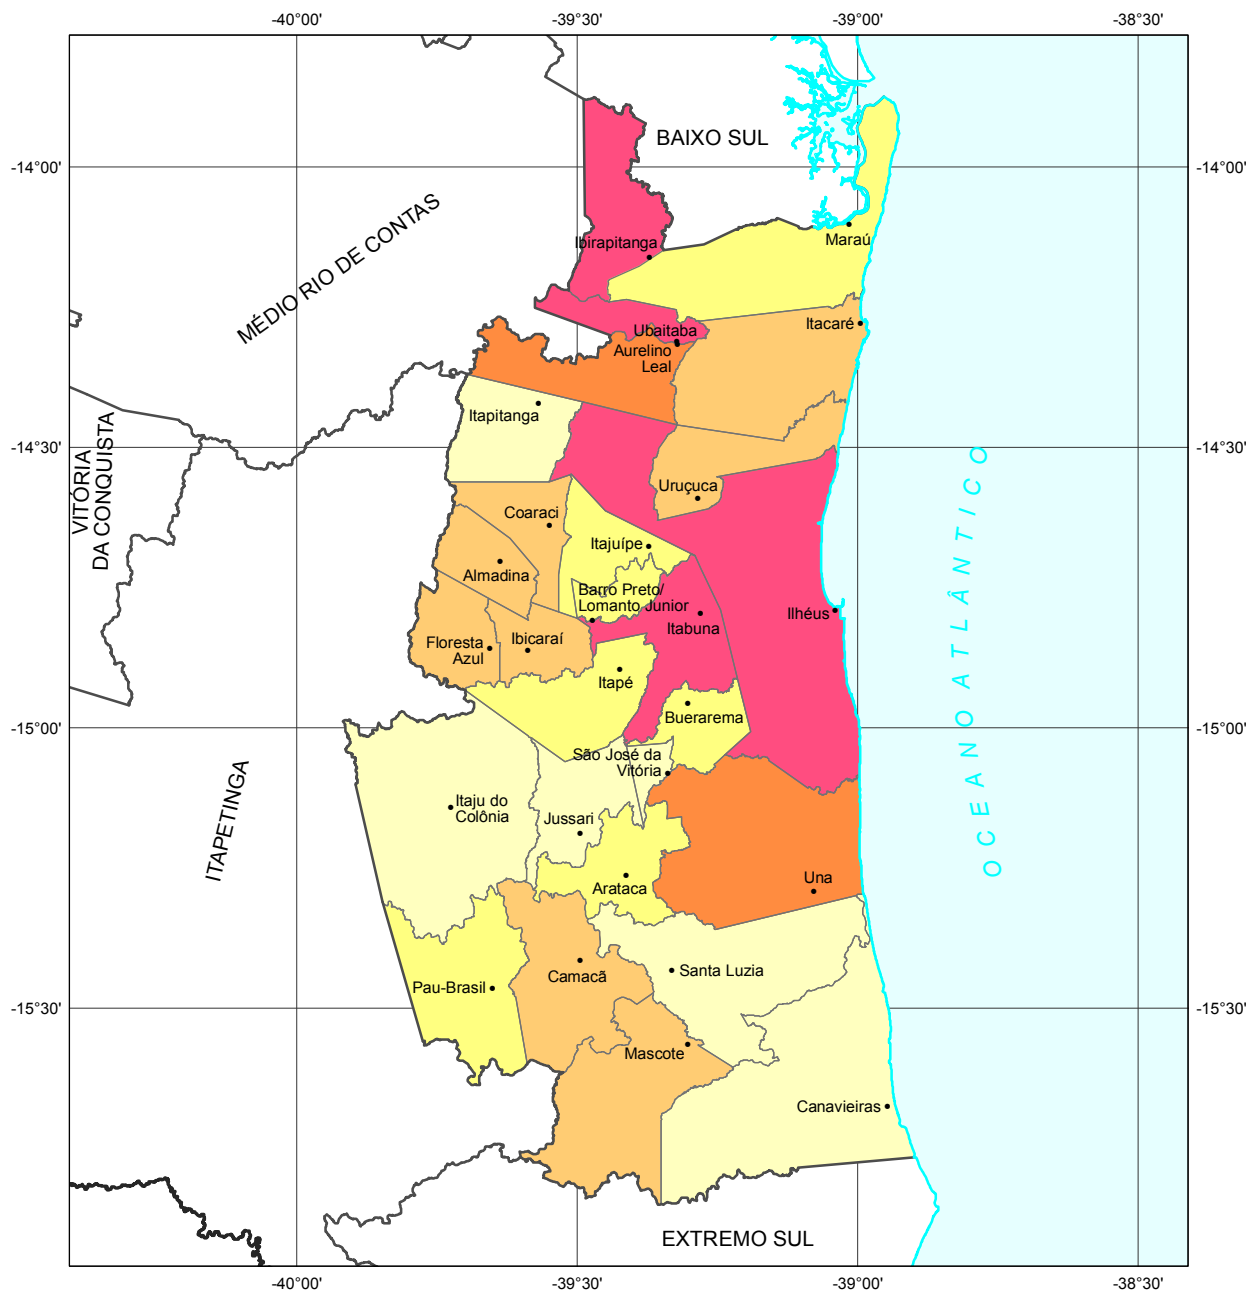 -40°00'
-39°30'
-39°00'
-38°30'
BAIXO SUL
-14°00'
-14°00'
MÉDIO RIO DE CONTAS
Ibirapitanga
Maraú
Itacaré
Ubaitaba
Aurelino
Leal
Itapitanga
-14°30'
-14°30'
VITÓRIA
DA CONQUISTA
Uruçuca
Coaraci
Itajuípe
Almadina
Barro Preto/
Lomanto Junior
Itabuna
Ilhéus
OCEANO ATLÂNTICO
Floresta
Azul
Ibicaraí
Itapé
Buerarema
-15°00'
-15°00'
São José da
Vitória
ITAPETINGA
Itaju do
Colônia
Jussari
Arataca
Una
Santa Luzia
Camacã
Pau-Brasil
-15°30'
-15°30'
Mascote
Canavieiras
EXTREMO SUL
-40°00'
-39°30'
-39°00'
-38°30'